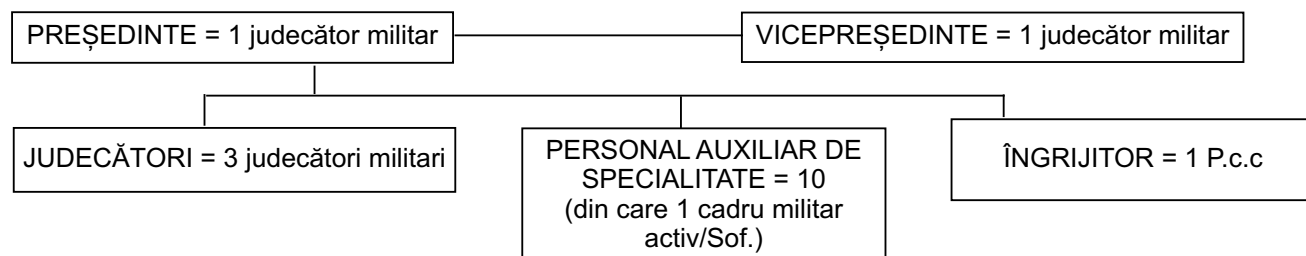 PREȘEDINTE = 1 judecător militar
VICEPREȘEDINTE = 1 judecător militar
JUDECĂTORI = 3 judecători militari
PERSONAL AUXILIAR DE
SPECIALITATE = 10
(din care 1 cadru militar
activ/Sof.)
ÎNGRIJITOR = 1 P.c.c